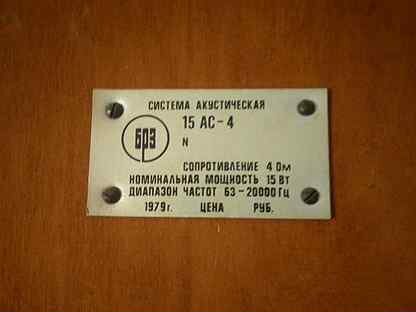 СИСТЕМА АКУСТИЧЕСКАЯ
15 АС-4
БРЗ
N
СОПРОТИВЛЕНИЕ 4 Ом
НОМИНАЛЬНАЯ МОЩНОСТЬ 15 Вт
ДИАПАЗОН ЧАСТОТ 63-20000 Гц
1979г. ЦЕНА РУБ.